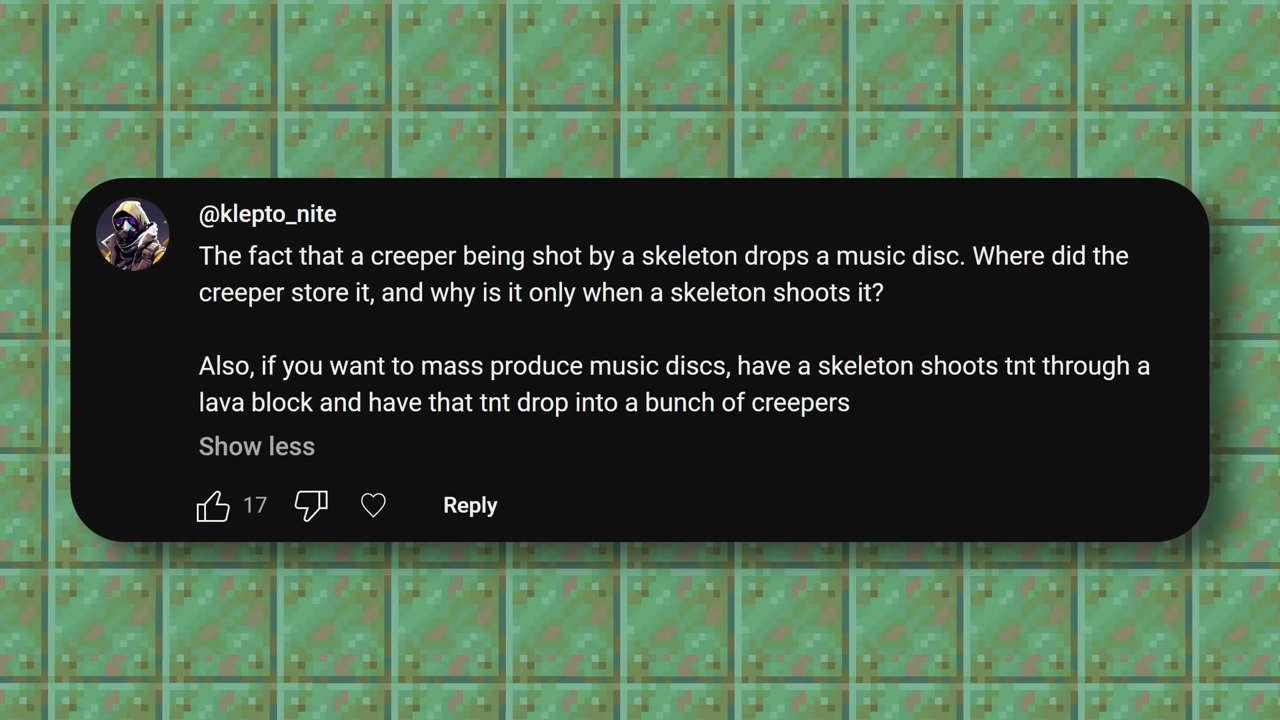 @klepto_nite
The fact that a creeper being shot by a skeleton drops a music disc. Where did the
creeper store it, and why is it only when a skeleton shoots it?
Also, if you want to mass produce music discs, have a skeleton shoots tnt through a
lava block and have that tnt drop into a bunch of creepers
Show less
17
Reply